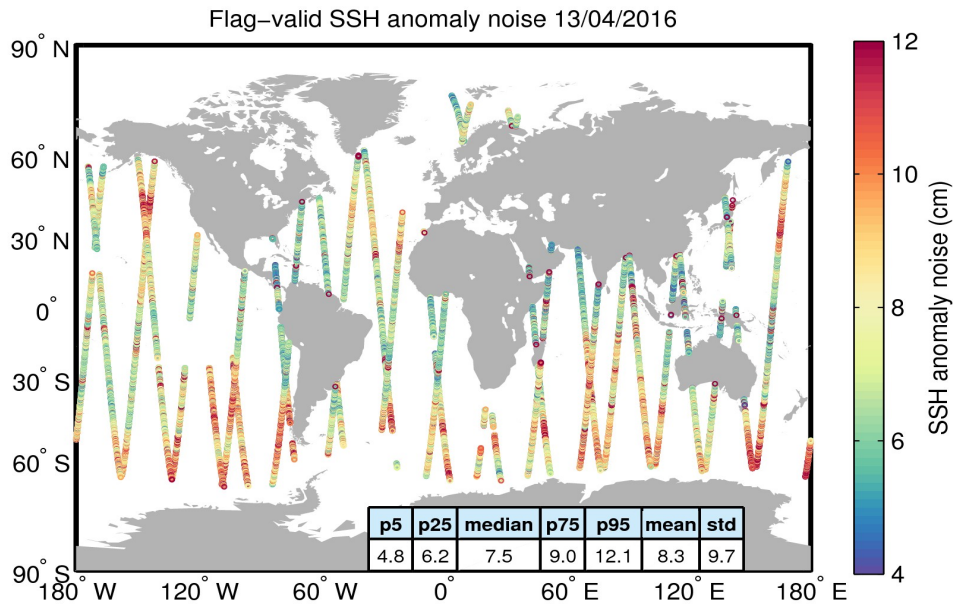 Flag−valid SSH anomaly noise 13/04/2016
90° N
60° N
30° N
0°
30° S
60° S
90° S
180° W
120° W
60° W
0°
60° E
120° E
180° E
p5 p25 median p75 p95 mean std
4.8 6.2 7.5 9.0 12.1 8.3 9.7
12
10
8
6
4
SSH anomaly noise (cm)